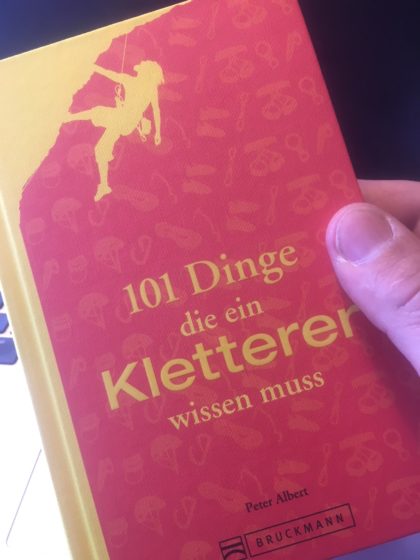 101 Dinge
die ein
Kletterer
wissen muss
Peter Albert
BRUCKMANN